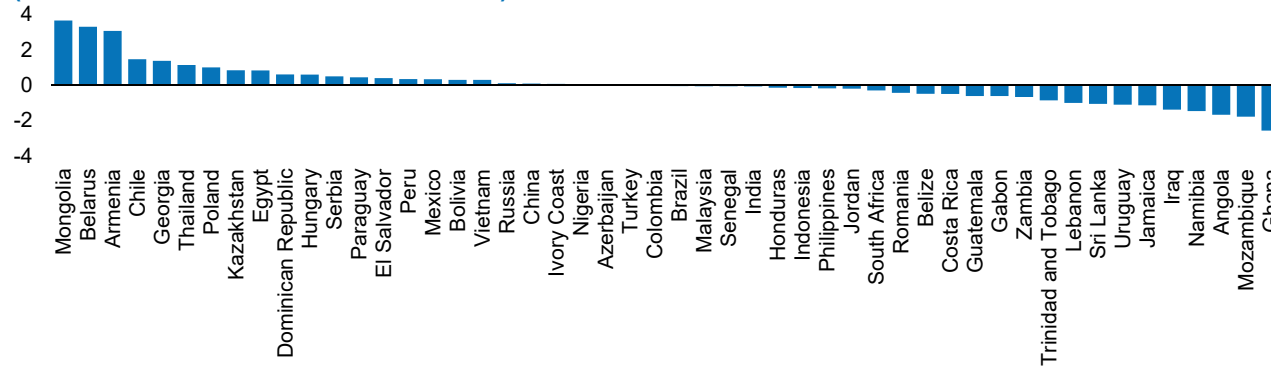 4
2
0
-2
-4
Mongolia
Belarus
Armenia
Chile
Georgia
Thailand
Poland
Kazakhstan
Egypt
Dominican Republic
Hungary
Serbia
Paraguay
El Salvador
Peru
Mexico
Bolivia
Vietnam
Russia
China
Ivory Coast
Nigeria
Azerbaijan
Turkey
Colombia
Brazil
Malaysia
Senegal
India
Honduras
Indonesia
Philippines
Jordan
South Africa
Romania
Belize
Costa Rica
Guatemala
Gabon
Zambia
Trinidad and Tobago
Lebanon
Sri Lanka
Uruguay
Jamaica
Iraq
Namibia
Angola
Mozambique
Ghana